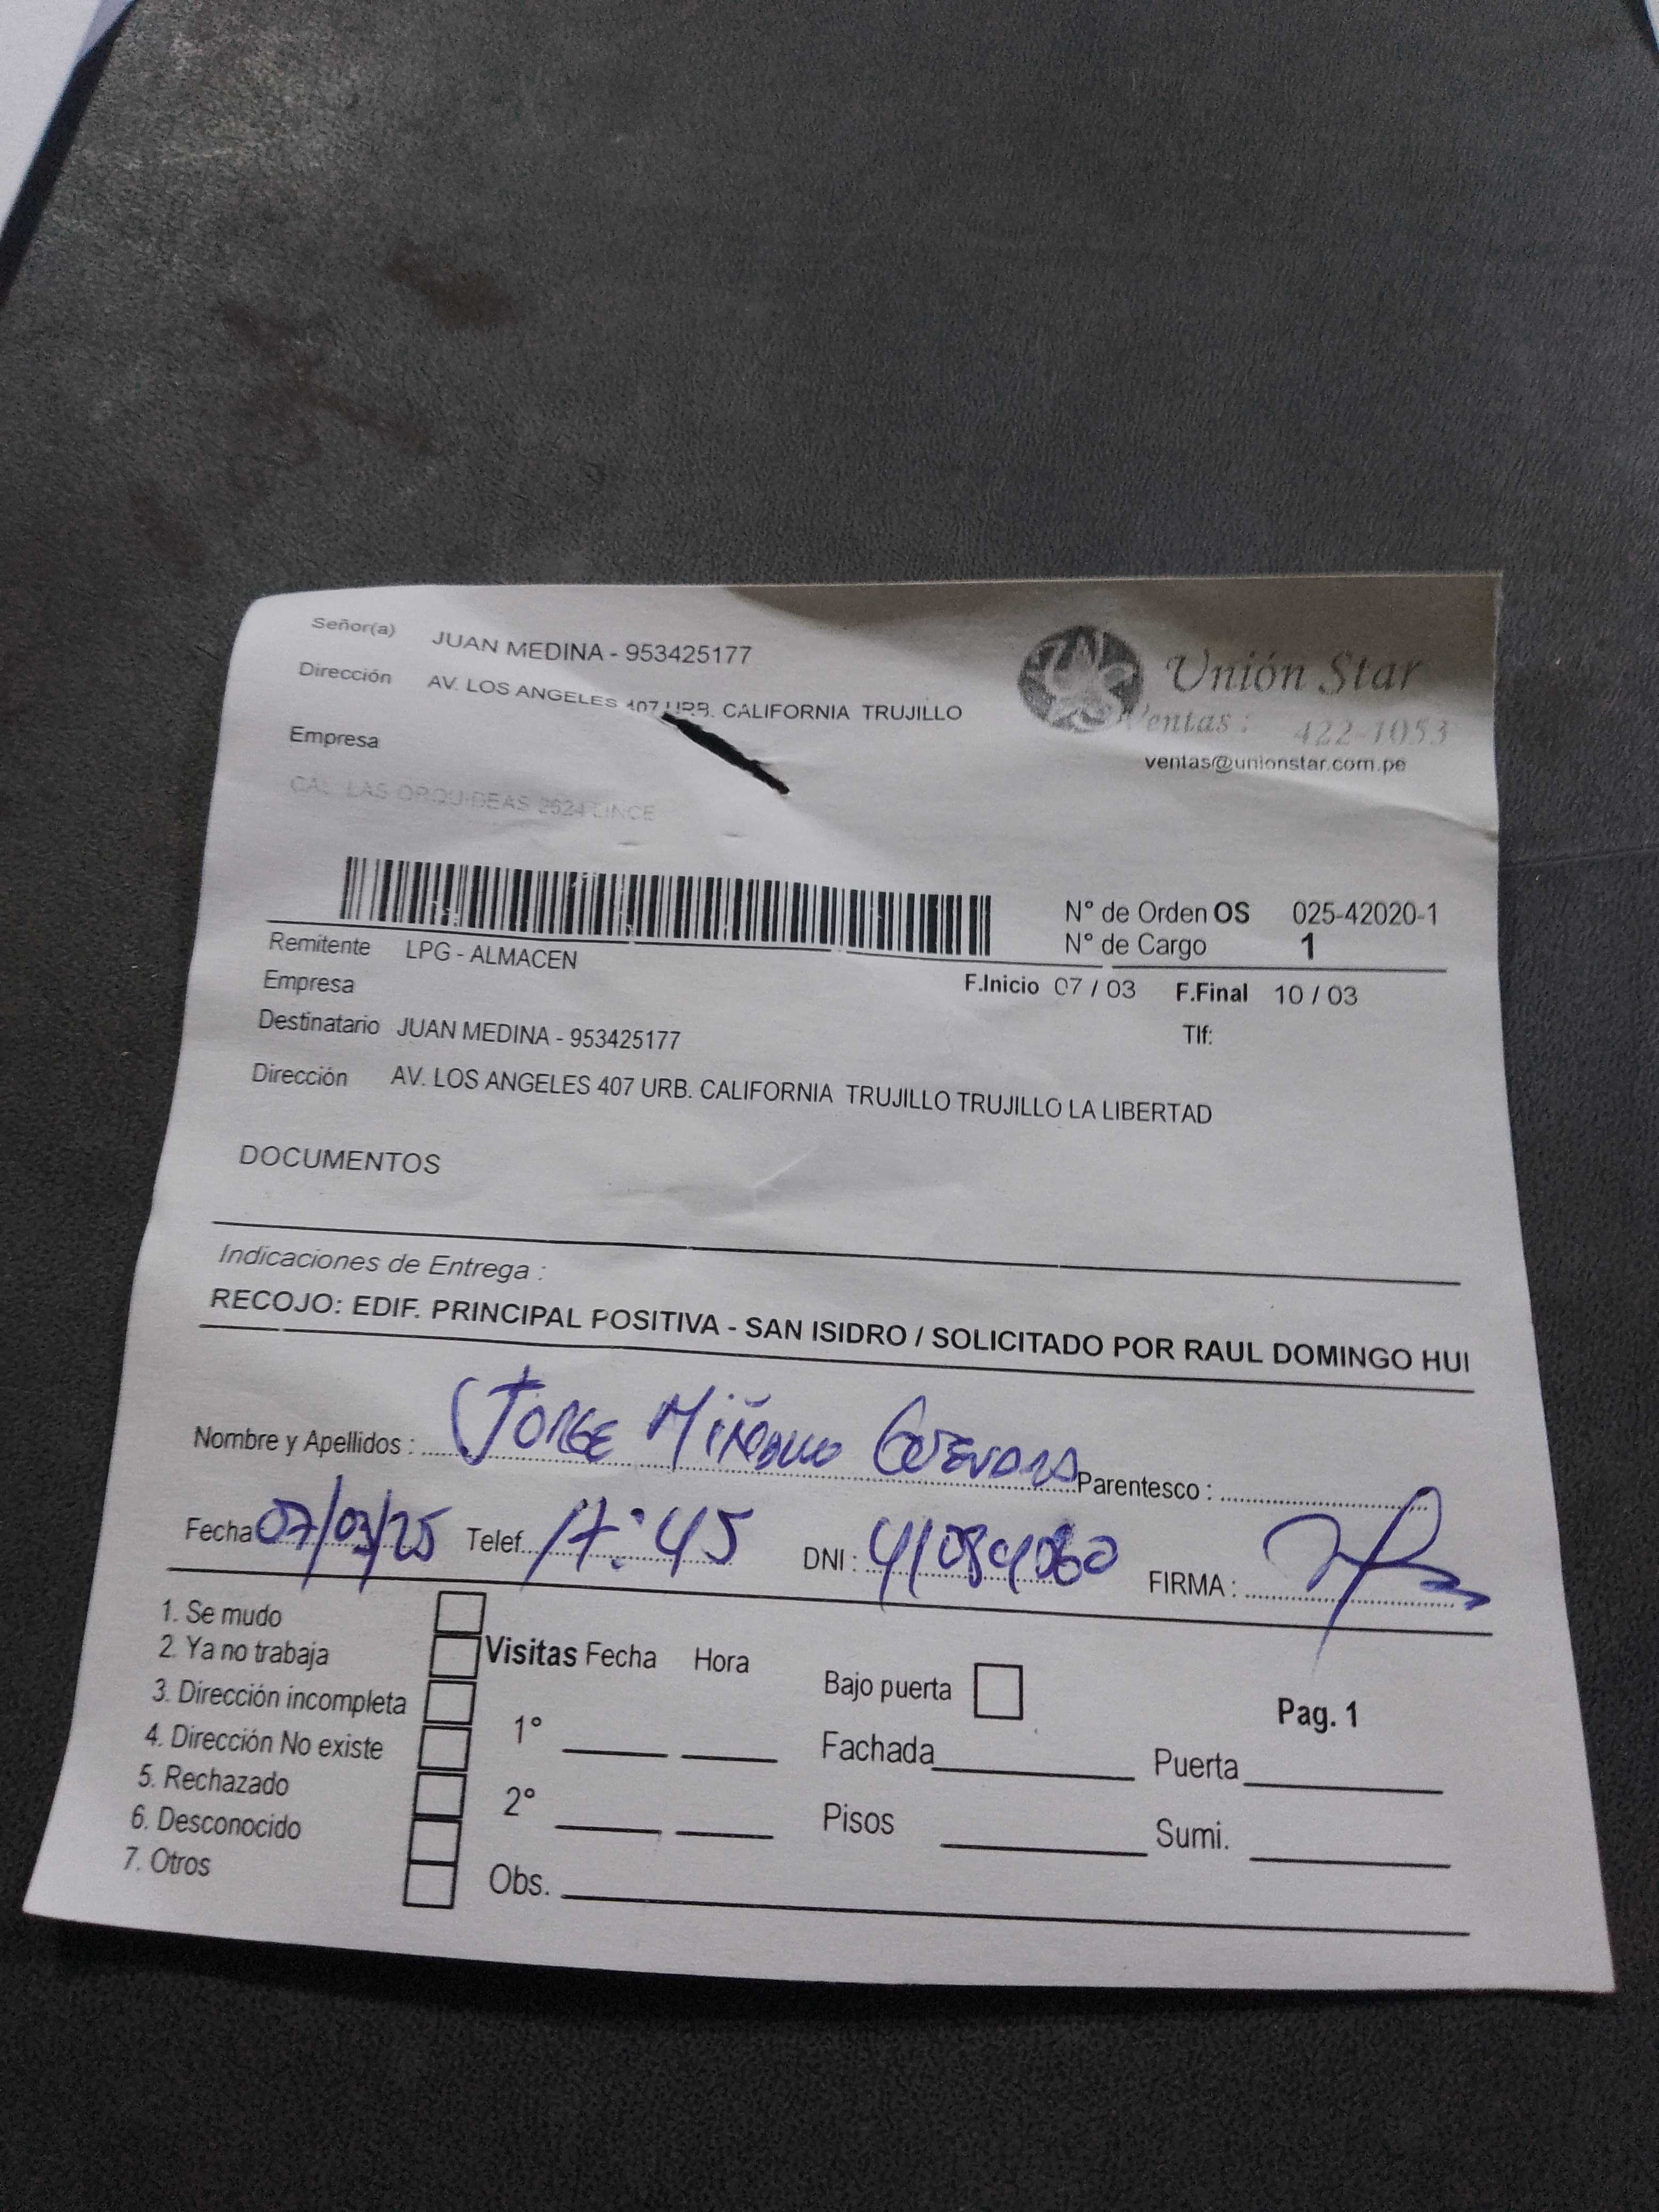 Señor(a) JUAN MEDINA - 953425177
Dirección AV. LOS ANGELES 407 URB. CALIFORNIA TRUJILLO
Empresa
CAL LAS ORQUIDEAS 2624 LINCE
Unión Star
Ventas : 422-1053
ventas@unionstar.com.pe
N° de Orden OS 025-42020-1
N° de Cargo 1
Remitente LPG - ALMACEN
Empresa
F.Inicio 07 / 03 F.Final 10 / 03
Destinatario JUAN MEDINA - 953425177
Tlf:
Dirección AV. LOS ANGELES 407 URB. CALIFORNIA TRUJILLO TRUJILLO LA LIBERTAD
DOCUMENTOS
Indicaciones de Entrega :
RECOJO: EDIF. PRINCIPAL POSITIVA - SAN ISIDRO / SOLICITADO POR RAUL DOMINGO HUI
Nombre y Apellidos : JORGE Parentesco :
Fecha 07/03/25 Telef. 17:45 DNI : FIRMA :
1. Se mudo
2. Ya no trabaja
3. Dirección incompleta
4. Dirección No existe
5. Rechazado
6. Desconocido
7. Otros
Visitas Fecha Hora
1°
2°
Obs.
Bajo puerta
Pag. 1
Fachada Puerta
Pisos Sumi.